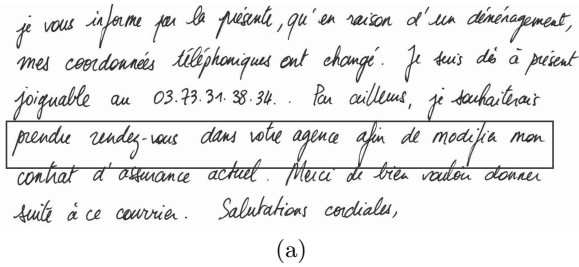 je vous informe par la présente, qu'en raison d'un déménagement,
mes coordonnées téléphoniques ont changé. Je suis dès à présent
joignable au 03.73.31.38.34.. Par ailleurs, je souhaiterais
prendre rendez-vous dans votre agence afin de modifier mon
contrat d'assurance actuel. Merci de bien vouloir donner
suite à ce courrier. Salutations cordiales,
(a)